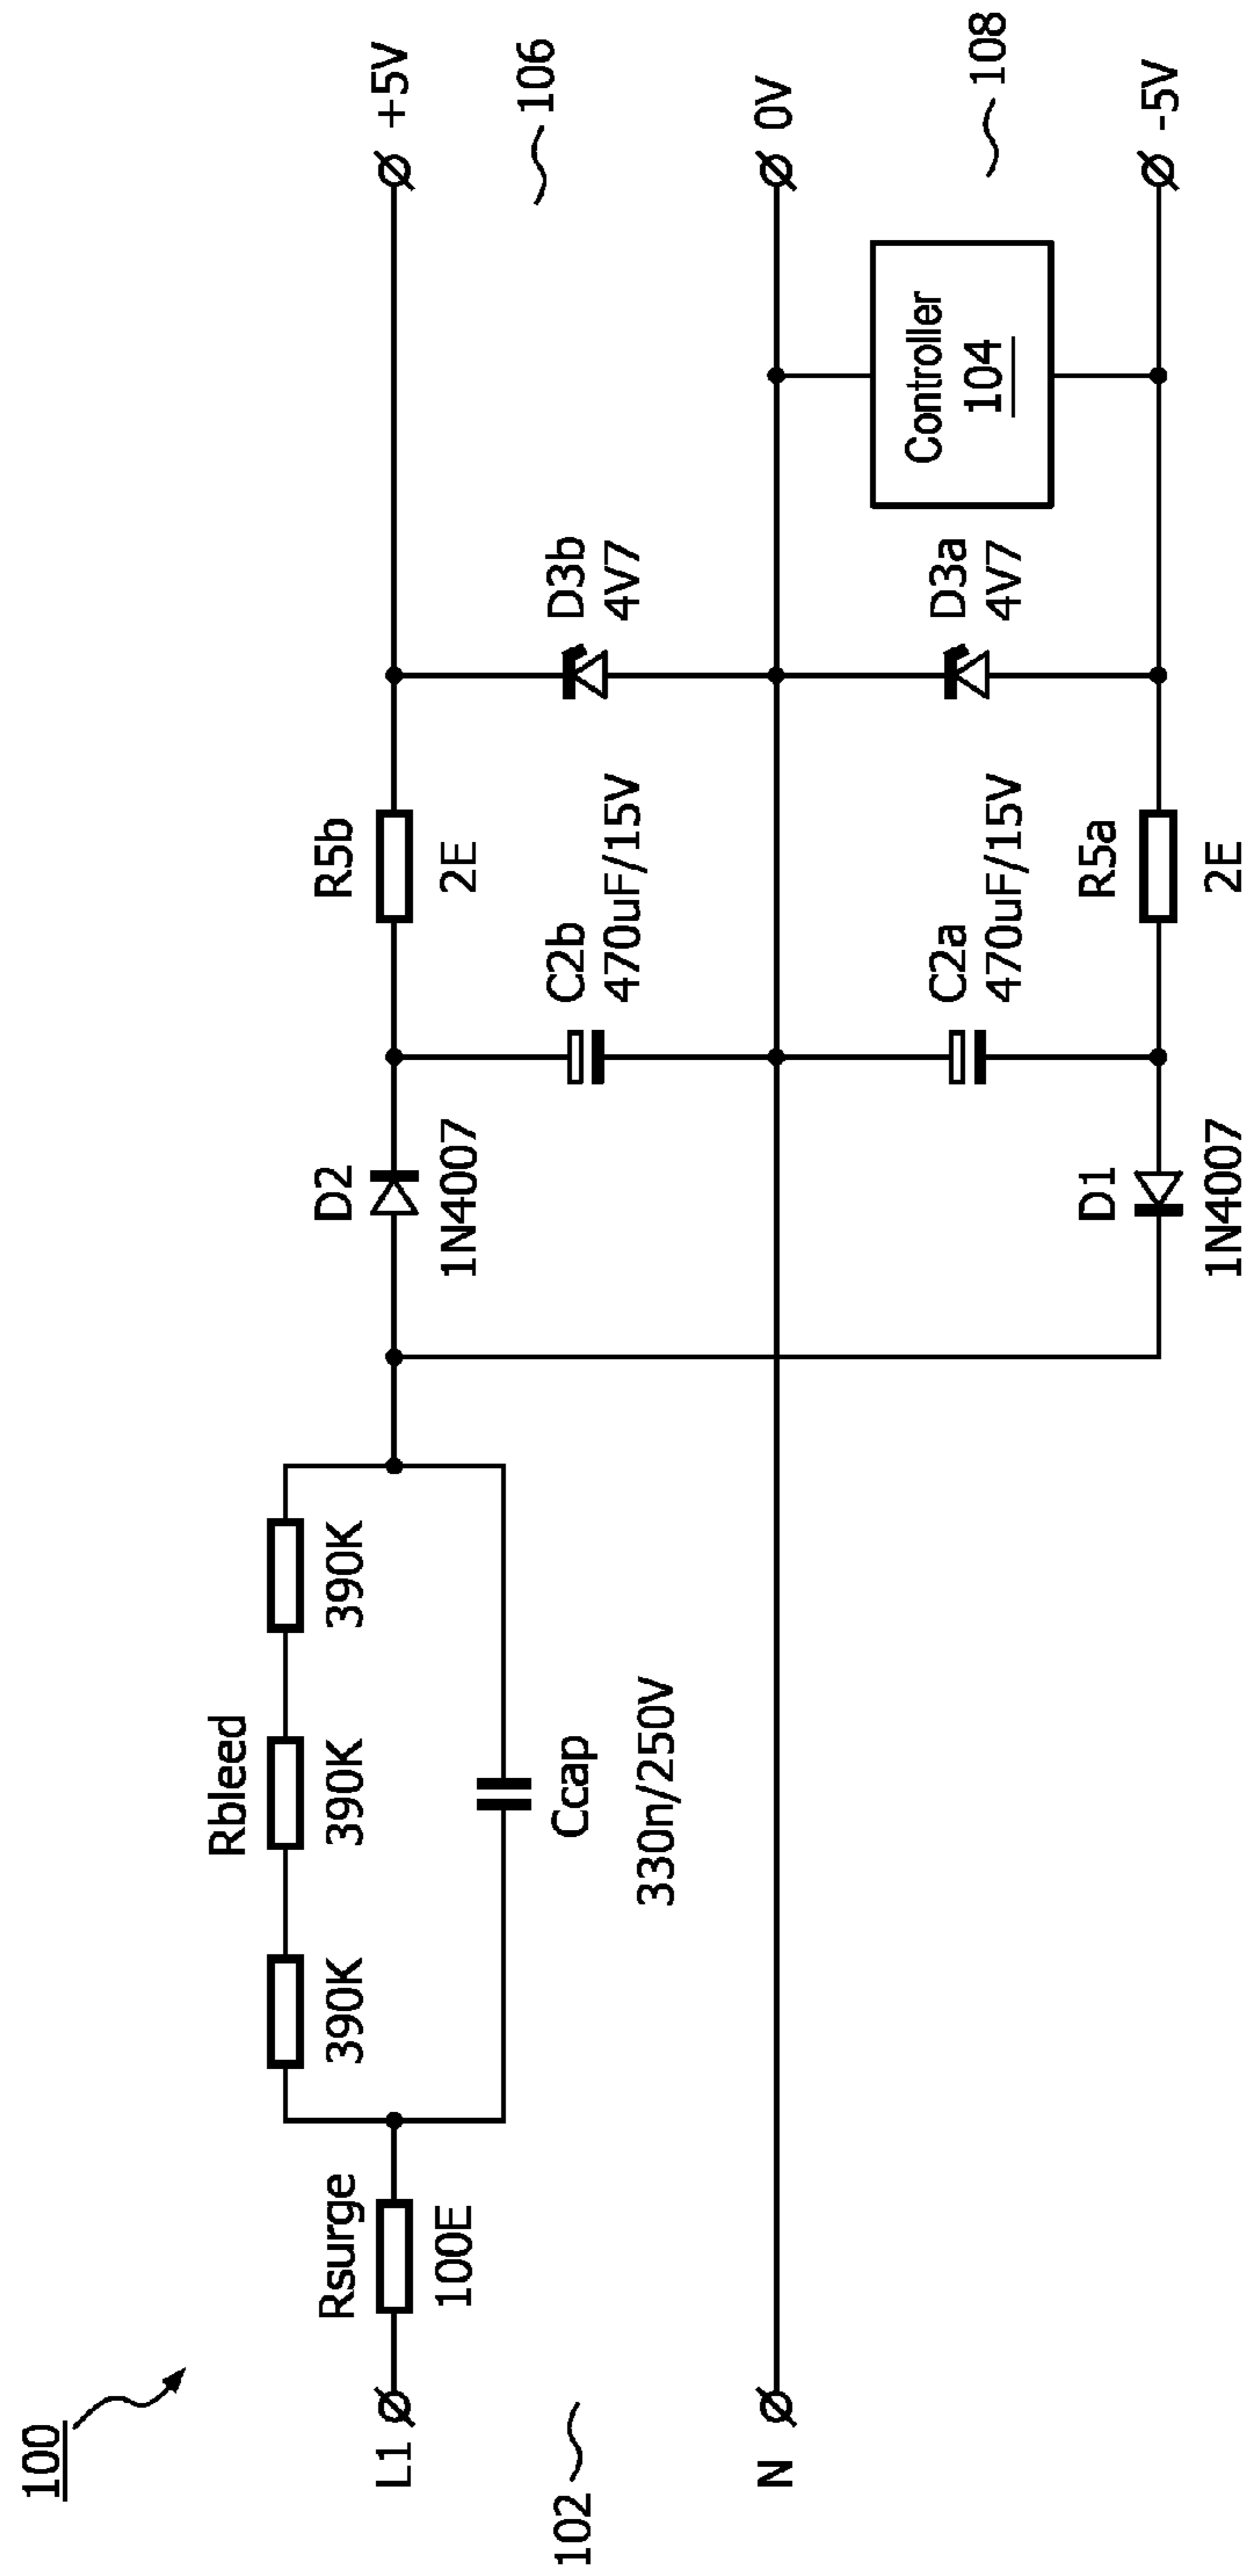 100
L1
102
N
Rsurge
100E
Rbleed
390K
390K
390K
Ccap
330n/250V
D2
1N4007
D1
1N4007
C2b
470uF/15V
C2a
470uF/15V
R5b
2E
R5a
2E
D3b
4V7
D3a
4V7
Controller
104
+5V
106
0V
108
-5V